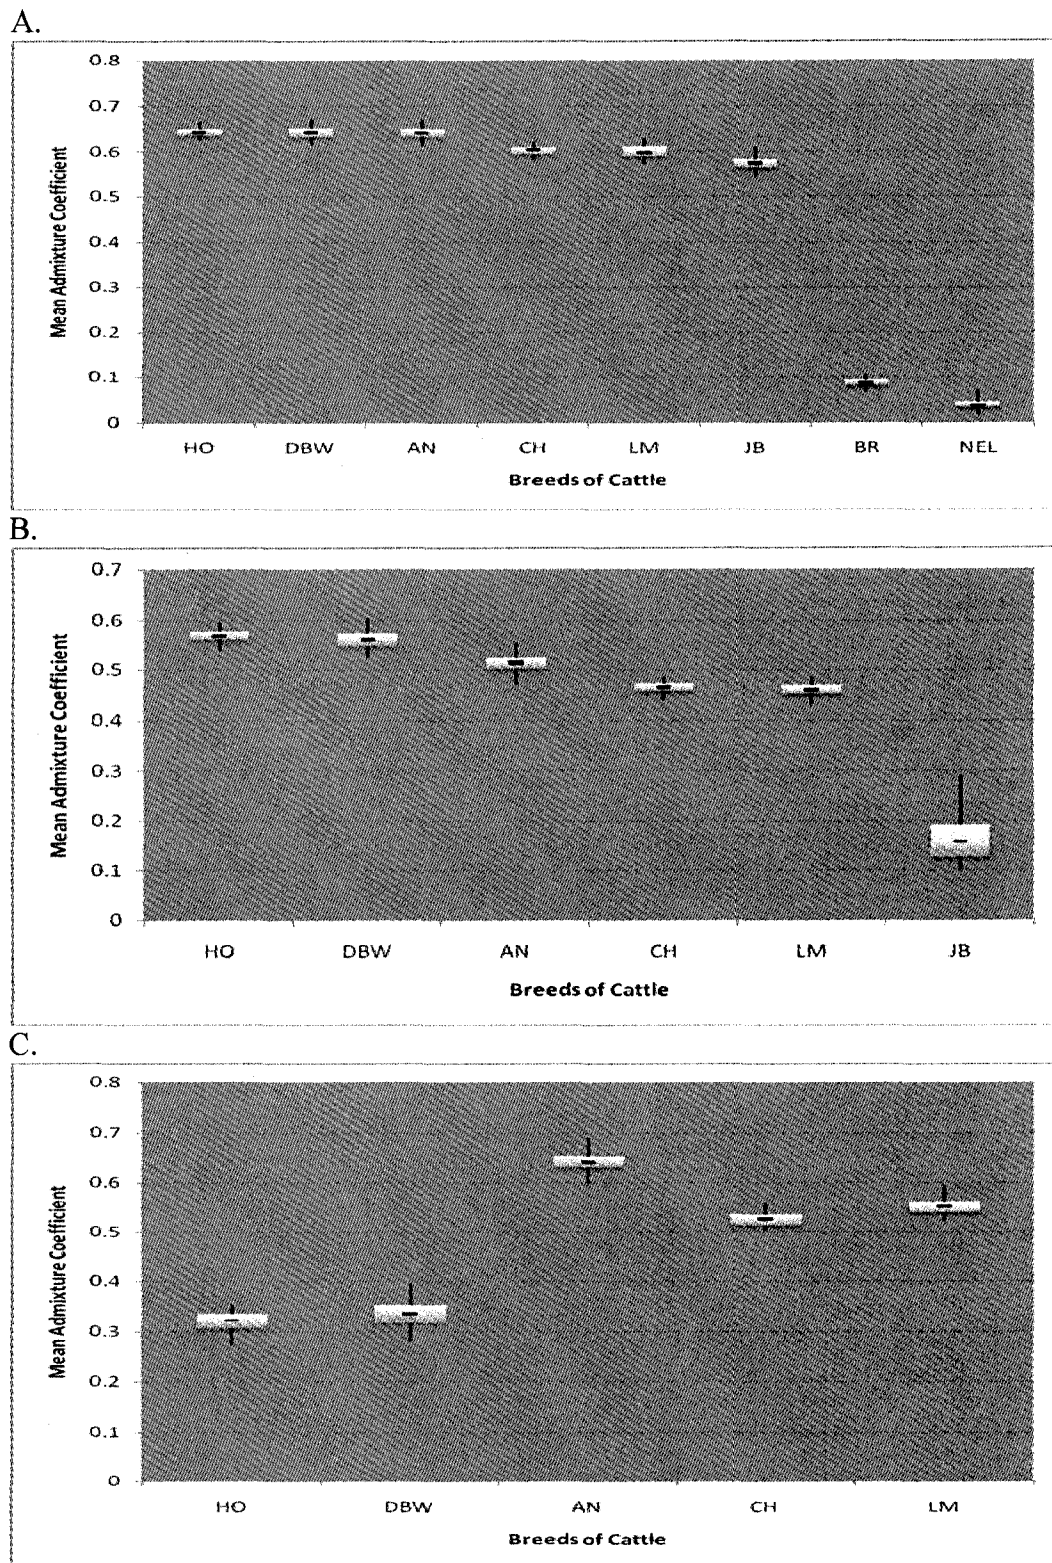 A.
Mean Admixture Coefficient
0.8
0.7
0.6
0.5
0.4
0.3
0.2
0.1
0
HO DBW AN CH LM JB BR NEL
Breeds of Cattle
B.
Mean Admixture Coefficient
0.7
0.6
0.5
0.4
0.3
0.2
0.1
0
HO DBW AN CH LM JB
Breeds of Cattle
C.
Mean Admixture Coefficient
0.8
0.7
0.6
0.5
0.4
0.3
0.2
0.1
0
HO DBW AN CH LM
Breeds of Cattle